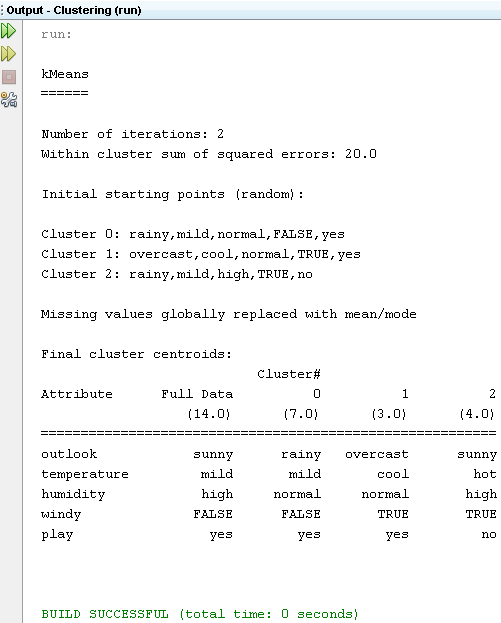 Output - Clustering (run)
run:
kMeans
======
Number of iterations: 2
Within cluster sum of squared errors: 20.0
Initial starting points (random):
Cluster 0: rainy,mild,normal,FALSE,yes
Cluster 1: overcast,cool,normal,TRUE,yes
Cluster 2: rainy,mild,high,TRUE,no
Missing values globally replaced with mean/mode
Final cluster centroids:
Cluster#
Attribute Full Data 0 1 2
(14.0) (7.0) (3.0) (4.0)
=========================================================
outlook sunny rainy overcast sunny
temperature mild mild cool hot
humidity high normal normal high
windy FALSE FALSE TRUE TRUE
play yes yes yes no
BUILD SUCCESSFUL (total time: 0 seconds)